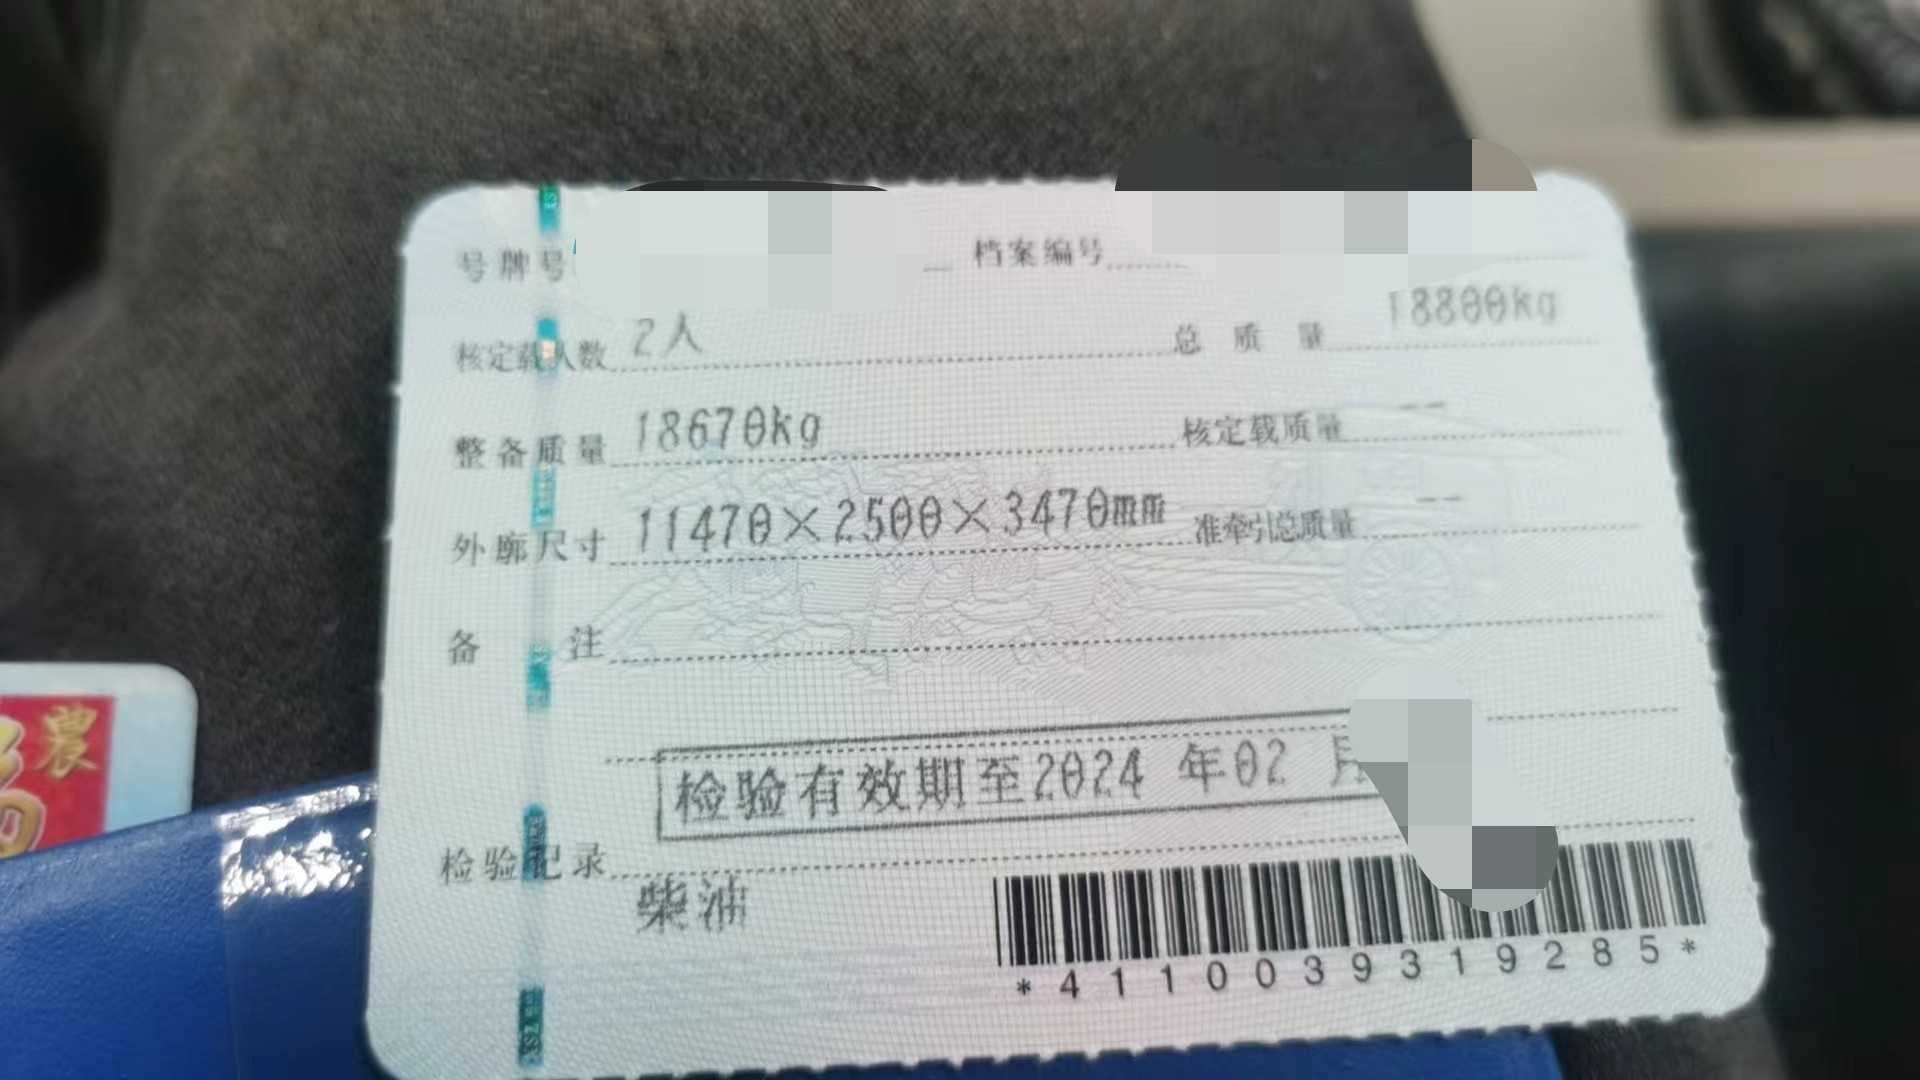 号牌号
档案编号
核定载人数 2人 总质量 18800kg
整备质量 18670kg 核定载质量 --
外廓尺寸 11470×2500×3470mm 准牵引总质量 --
备注
检验有效期至2024 年02 月
检验记录
柴油
*4110039319285*
農